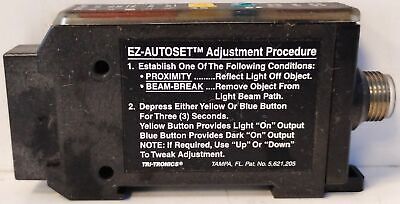 EZ-AUTOSET™ Adjustment Procedure
1. Establish One Of The Following Conditions:
• PROXIMITY ........Reflect Light Off Object.
• BEAM-BREAK ....Remove Object From
Light Beam Path.
2. Depress Either Yellow Or Blue Button
For Three (3) Seconds.
Yellow Button Provides Light "On" Output
Blue Button Provides Dark "On" Output
NOTE: If Required, Use "Up" Or "Down"
To Tweak Adjustment.
TRI-TRONICS® TAMPA, FL. Pat. No. 5,621,205